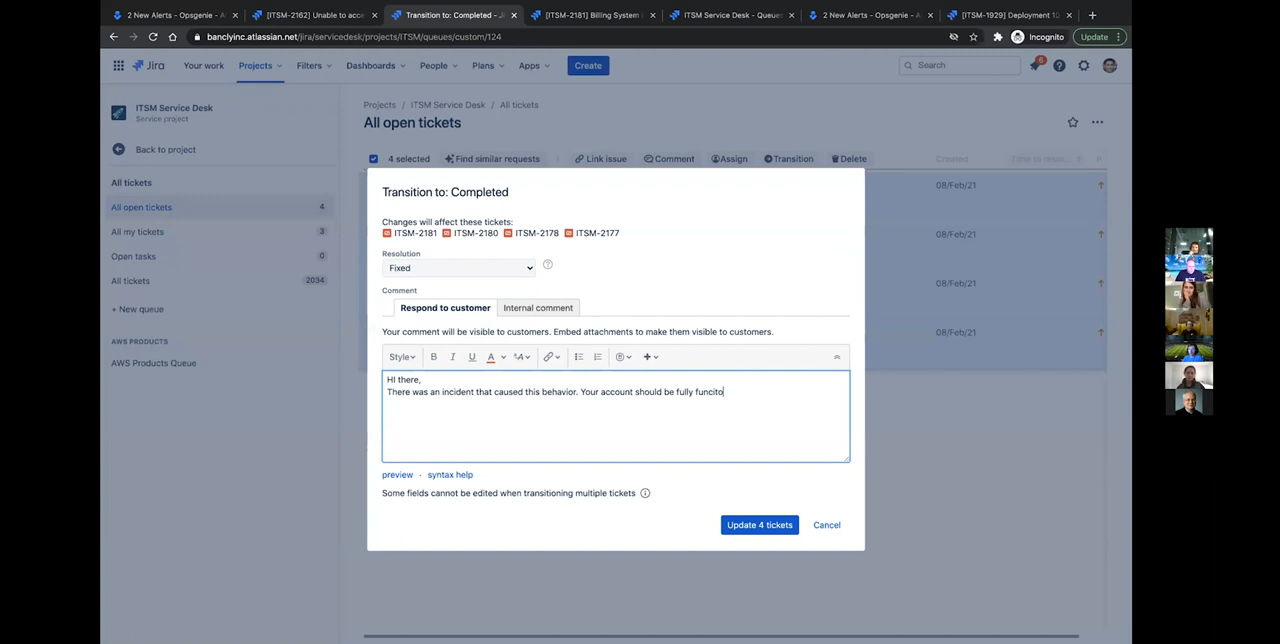 2 New Alerts - Opsgenie - A
[ITSM-2162] Unable to acce
Transition to: Completed - Ji
[ITSM-2181] Billing System
ITSM Service Desk - Queues
2 New Alerts - Opsgenie - A
[ITSM-1929] Deployment 10
banclyinc.atlassian.net/jira/servicedesk/projects/ITSM/queues/custom/124
Incognito
Update
Jira
Your work
Projects
Filters
Dashboards
People
Plans
Apps
Create
Search
6
ITSM Service Desk
Service project
Back to project
All tickets
All open tickets 4
All my tickets 3
Open tasks 0
All tickets 2034
+ New queue
AWS PRODUCTS
AWS Products Queue
Projects / ITSM Service Desk / All tickets
All open tickets
4 selected
Find similar requests
Link issue
Comment
Assign
Transition
Delete
Created
Time to reso...
P
08/Feb/21
08/Feb/21
08/Feb/21
08/Feb/21
Transition to: Completed
Changes will affect these tickets:
ITSM-2181 ITSM-2180 ITSM-2178 ITSM-2177
Resolution
Fixed
Comment
Respond to customer
Internal comment
Your comment will be visible to customers. Embed attachments to make them visible to customers.
Style
B I U A A
HI there,
There was an incident that caused this behavior. Your account should be fully funcito
preview · syntax help
Some fields cannot be edited when transitioning multiple tickets
Update 4 tickets
Cancel